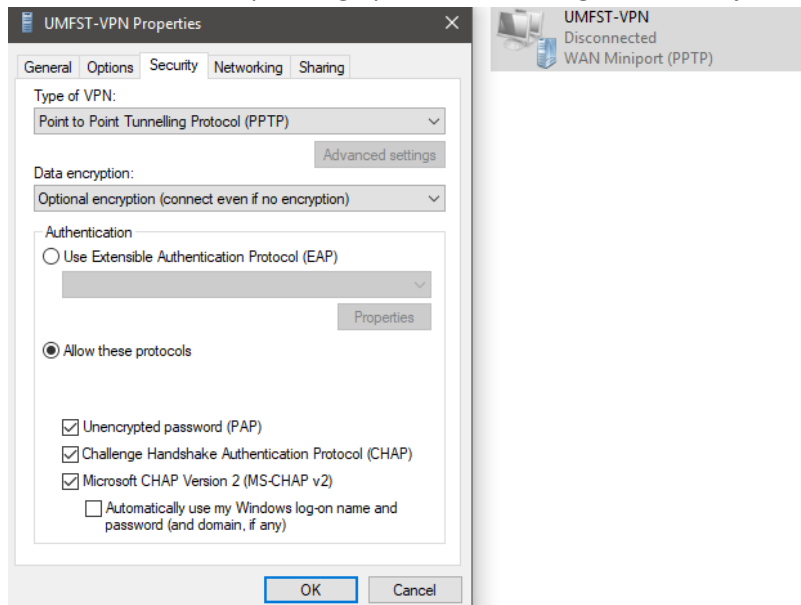 UMFST-VPN Properties
General Options Security Networking Sharing
Type of VPN:
Point to Point Tunnelling Protocol (PPTP)
Advanced settings
Data encryption:
Optional encryption (connect even if no encryption)
Authentication
Use Extensible Authentication Protocol (EAP)
Properties
Allow these protocols
Unencrypted password (PAP)
Challenge Handshake Authentication Protocol (CHAP)
Microsoft CHAP Version 2 (MS-CHAP v2)
Automatically use my Windows log-on name and
password (and domain, if any)
OK Cancel
UMFST-VPN
Disconnected
WAN Miniport (PPTP)